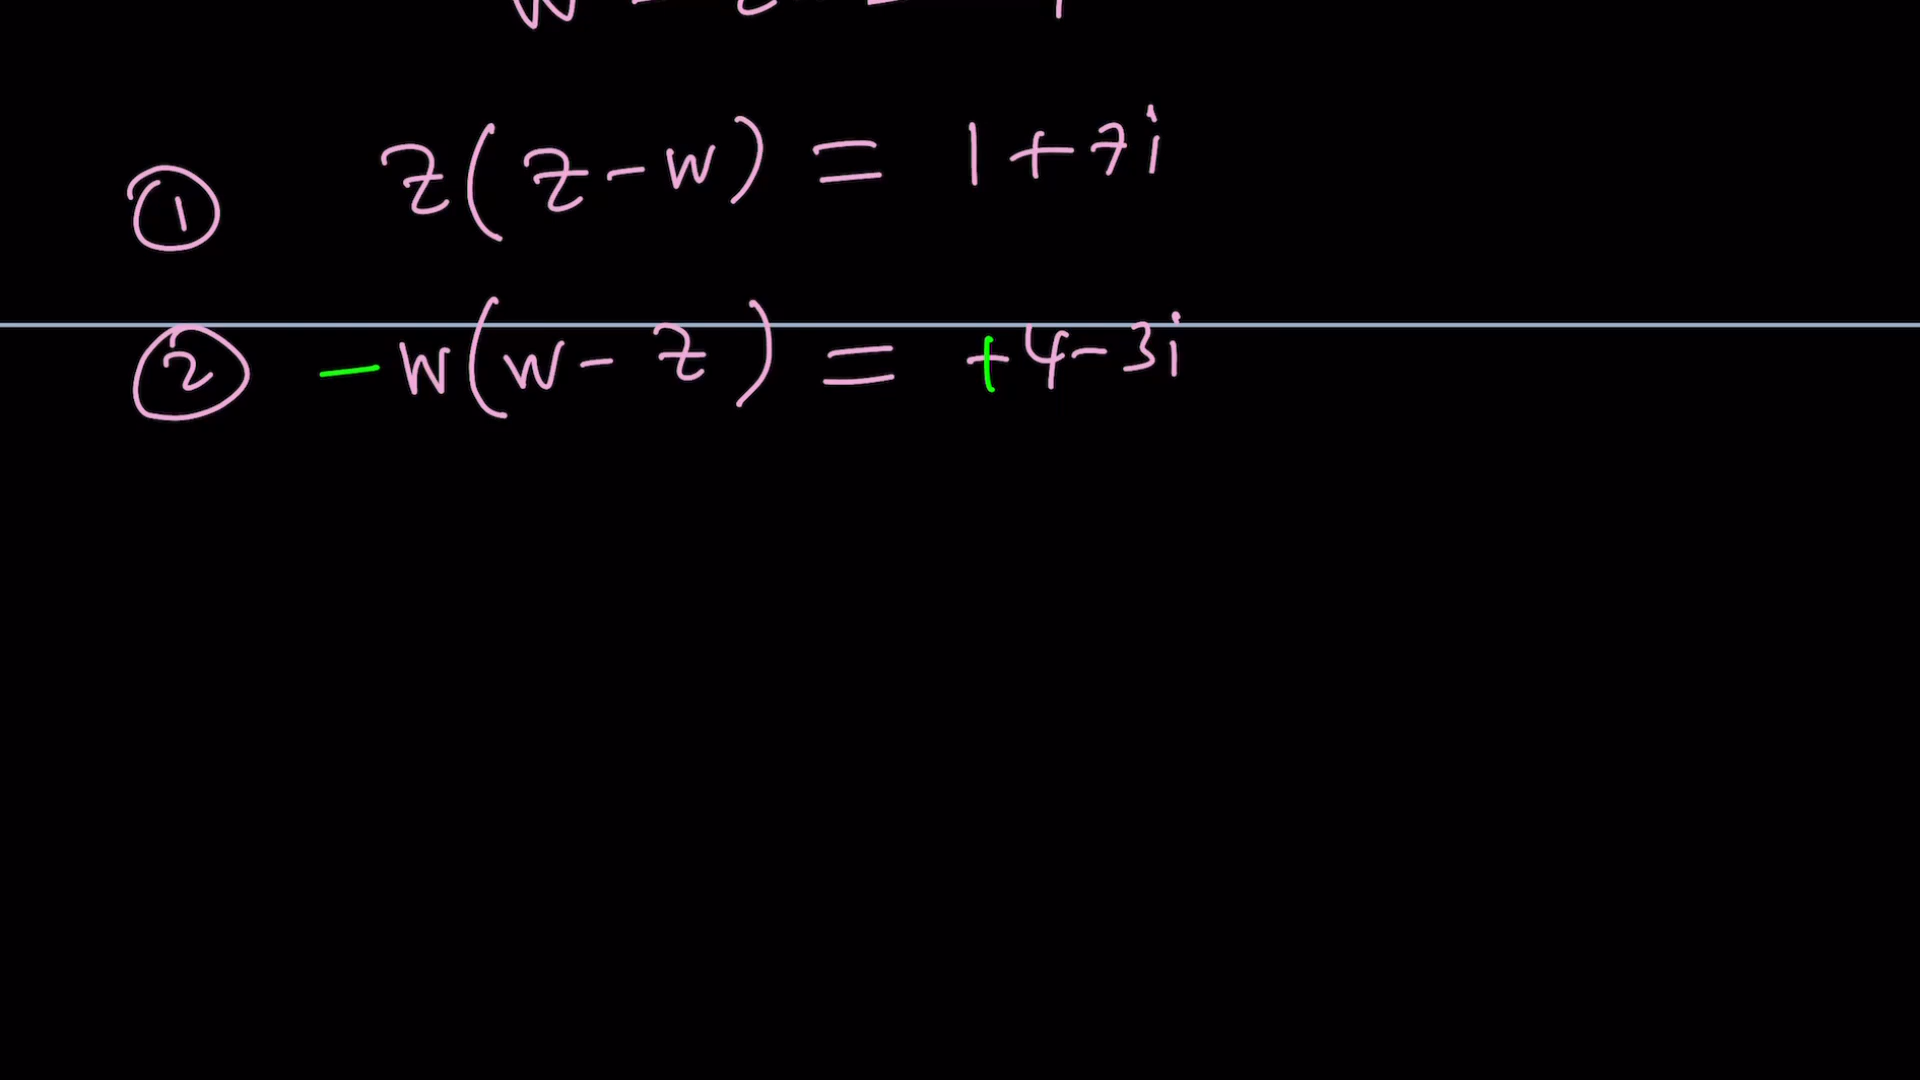 ① z(z-w) = 1+7i
② -w(w-z) = +4-3i